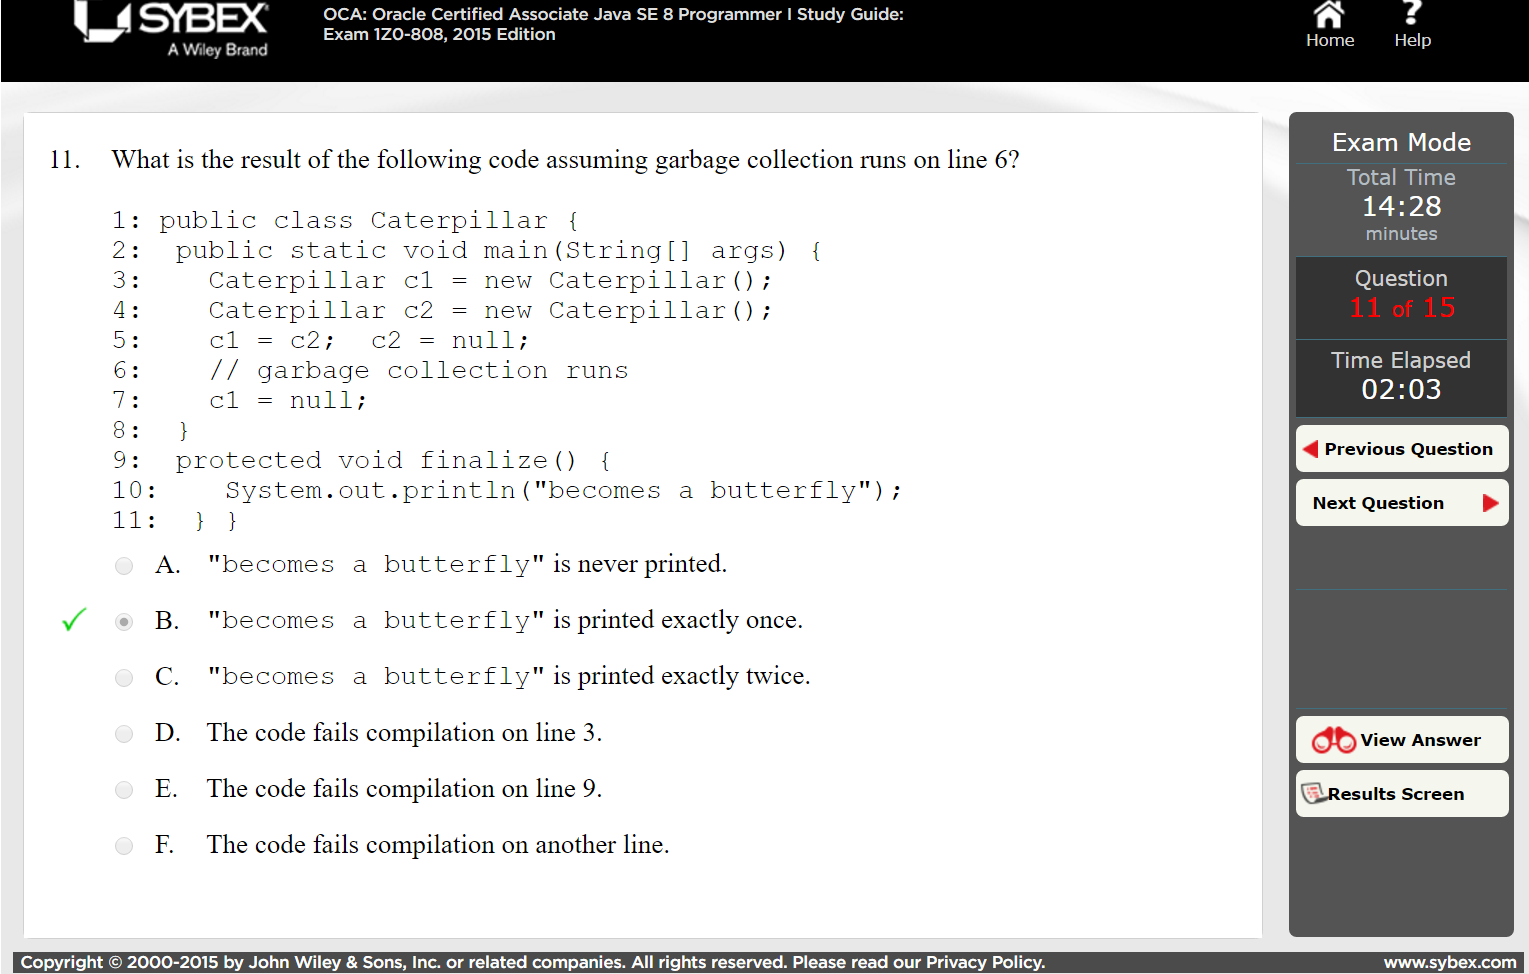 SYBEX
A Wiley Brand
OCA: Oracle Certified Associate Java SE 8 Programmer I Study Guide:
Exam 1Z0-808, 2015 Edition
Home
?
Help
11. What is the result of the following code assuming garbage collection runs on line 6?
1: public class Caterpillar {
2:  public static void main(String[] args) {
3:    Caterpillar c1 = new Caterpillar();
4:    Caterpillar c2 = new Caterpillar();
5:    c1 = c2;  c2 = null;
6:    // garbage collection runs
7:    c1 = null;
8:  }
9:  protected void finalize() {
10:    System.out.println("becomes a butterfly");
11:  } }
A. "becomes a butterfly" is never printed.
B. "becomes a butterfly" is printed exactly once.
C. "becomes a butterfly" is printed exactly twice.
D. The code fails compilation on line 3.
E. The code fails compilation on line 9.
F. The code fails compilation on another line.
Exam Mode
Total Time
14:28
minutes
Question
11 of 15
Time Elapsed
02:03
Previous Question
Next Question
View Answer
Results Screen
Copyright © 2000-2015 by John Wiley & Sons, Inc. or related companies. All rights reserved. Please read our Privacy Policy.
www.sybex.com